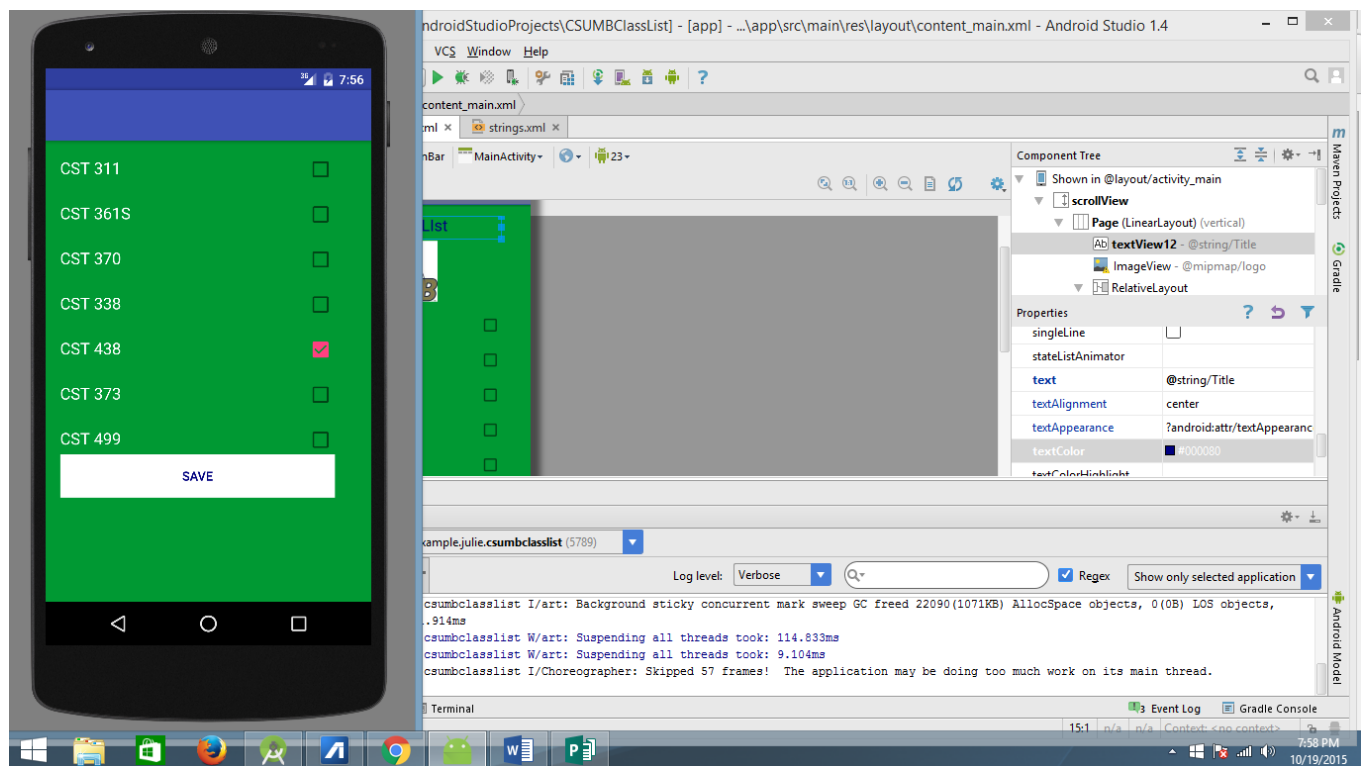 ndroidStudioProjects\CSUMBClassList] - [app] - ...\app\src\main\res\layout\content_main.xml - Android Studio 1.4
VCS Window Help
content_main.xml
xml × strings.xml ×
nBar MainActivity 23
3G 7:56
CST 311
CST 361S
CST 370
CST 338
CST 438
CST 373
CST 499
SAVE
List
B
Component Tree
Shown in @layout/activity_main
scrollView
Page (LinearLayout) (vertical)
Ab textView12 - @string/Title
ImageView - @mipmap/logo
RelativeLayout
Properties
singleLine
stateListAnimator
text @string/Title
textAlignment center
textAppearance ?android:attr/textAppearanc
textColor #000080
textColorHighlight
m Maven Projects
Gradle
Android Model
xample.julie.csumbclasslist (5789)
Log level: Verbose Regex Show only selected application
csumbclasslist I/art: Background sticky concurrent mark sweep GC freed 22090(1071KB) AllocSpace objects, 0(0B) LOS objects,
.914ms
csumbclasslist W/art: Suspending all threads took: 114.833ms
csumbclasslist W/art: Suspending all threads took: 9.104ms
csumbclasslist I/Choreographer: Skipped 57 frames! The application may be doing too much work on its main thread.
Terminal 3 Event Log Gradle Console
15:1 n/a n/a Context: <no context>
7:58 PM
10/19/2015